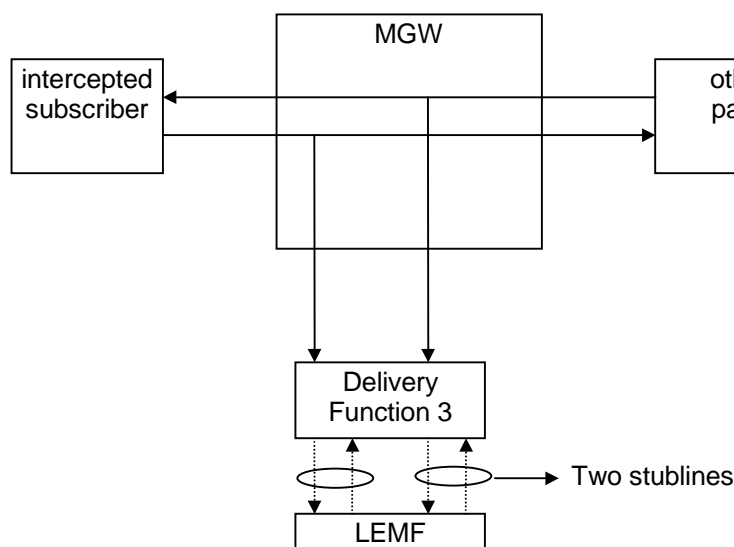 MGW
intercepted
subscriber
Delivery
Function 3
Two stublines
LEMF